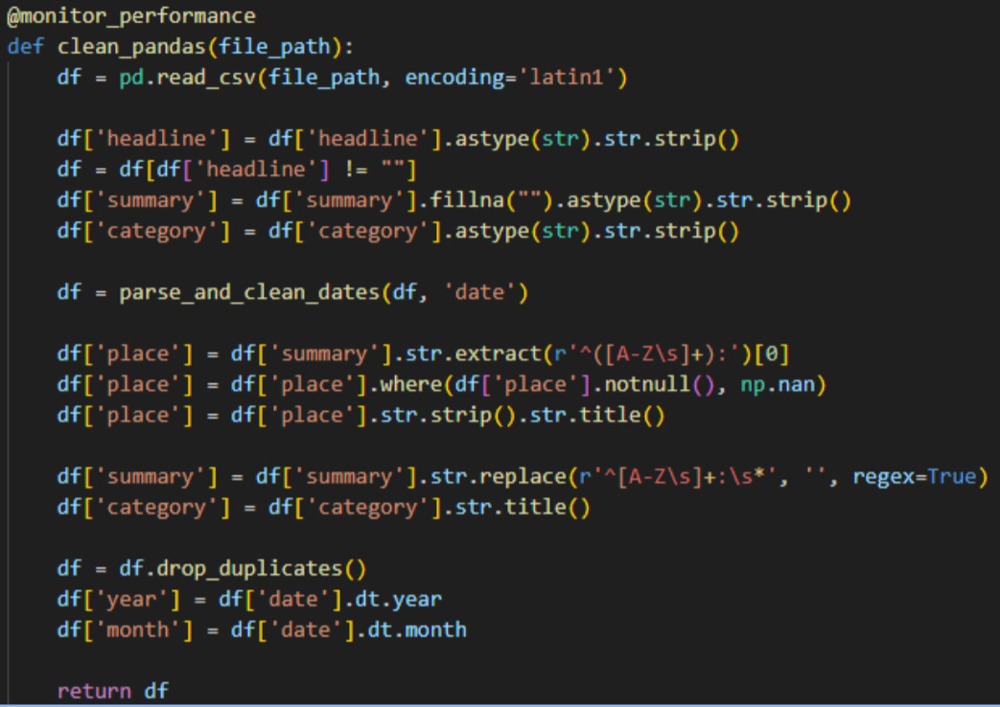 @monitor_performance
def clean_pandas(file_path):
    df = pd.read_csv(file_path, encoding='latin1')
    df['headline'] = df['headline'].astype(str).str.strip()
    df = df[df['headline'] != ""]
    df['summary'] = df['summary'].fillna("").astype(str).str.strip()
    df['category'] = df['category'].astype(str).str.strip()
    df = parse_and_clean_dates(df, 'date')
    df['place'] = df['summary'].str.extract(r'^([A-Z\s]+):')[0]
    df['place'] = df['place'].where(df['place'].notnull(), np.nan)
    df['place'] = df['place'].str.strip().str.title()
    df['summary'] = df['summary'].str.replace(r'^[A-Z\s]+:\s*', '', regex=True)
    df['category'] = df['category'].str.title()
    df = df.drop_duplicates()
    df['year'] = df['date'].dt.year
    df['month'] = df['date'].dt.month
    return df